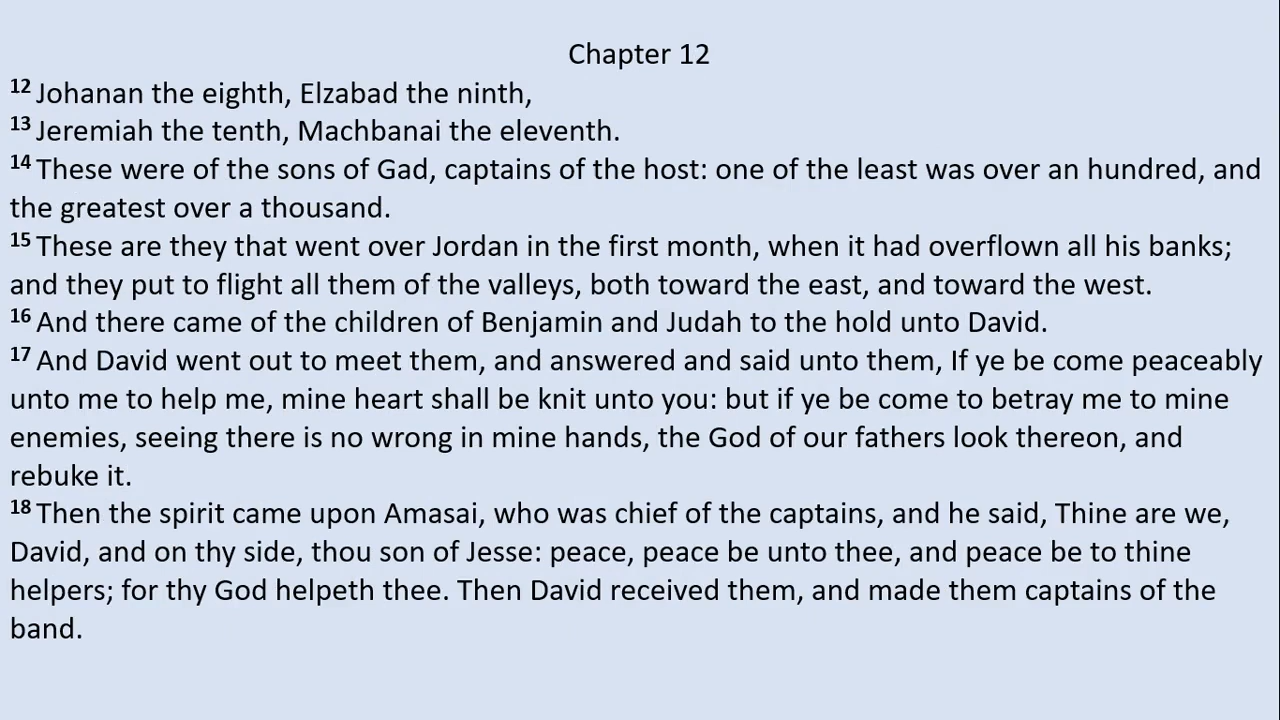 Chapter 12
12 Johanan the eighth, Elzabad the ninth,
13 Jeremiah the tenth, Machbanai the eleventh.
14 These were of the sons of Gad, captains of the host: one of the least was over an hundred, and
the greatest over a thousand.
15 These are they that went over Jordan in the first month, when it had overflown all his banks;
and they put to flight all them of the valleys, both toward the east, and toward the west.
16 And there came of the children of Benjamin and Judah to the hold unto David.
17 And David went out to meet them, and answered and said unto them, If ye be come peaceably
unto me to help me, mine heart shall be knit unto you: but if ye be come to betray me to mine
enemies, seeing there is no wrong in mine hands, the God of our fathers look thereon, and
rebuke it.
18 Then the spirit came upon Amasai, who was chief of the captains, and he said, Thine are we,
David, and on thy side, thou son of Jesse: peace, peace be unto thee, and peace be to thine
helpers; for thy God helpeth thee. Then David received them, and made them captains of the
band.